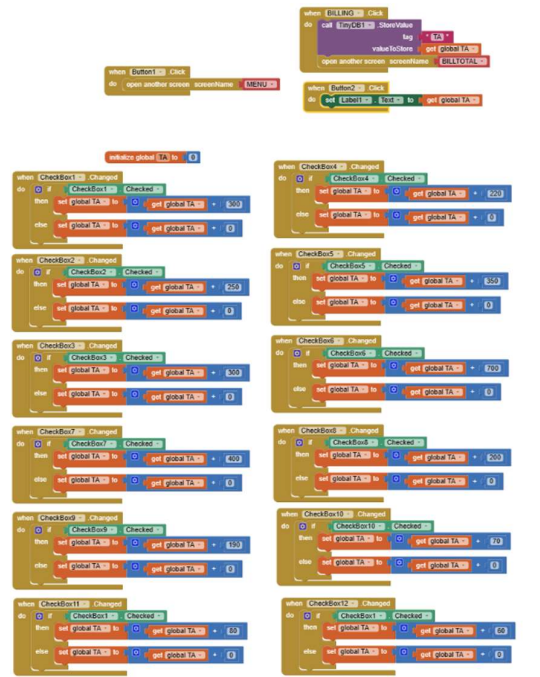 when BILLING .Click
do call TinyDB1 .StoreValue
tag " TA "
valueToStore get global TA
open another screen screenName BILLTOTAL
when Button1 .Click
do open another screen screenName MENU
when Button2 .Click
do set Label1 . Text to get global TA
initialize global TA to 0
when CheckBox1 .Changed
do if CheckBox1 . Checked
then set global TA to get global TA + 300
else set global TA to get global TA + 0
when CheckBox4 .Changed
do if CheckBox4 . Checked
then set global TA to get global TA + 220
else set global TA to get global TA + 0
when CheckBox2 .Changed
do if CheckBox2 . Checked
then set global TA to get global TA + 250
else set global TA to get global TA + 0
when CheckBox5 .Changed
do if CheckBox5 . Checked
then set global TA to get global TA + 350
else set global TA to get global TA + 0
when CheckBox3 .Changed
do if CheckBox3 . Checked
then set global TA to get global TA + 300
else set global TA to get global TA + 0
when CheckBox6 .Changed
do if CheckBox6 . Checked
then set global TA to get global TA + 700
else set global TA to get global TA + 0
when CheckBox7 .Changed
do if CheckBox7 . Checked
then set global TA to get global TA + 400
else set global TA to get global TA + 0
when CheckBox8 .Changed
do if CheckBox8 . Checked
then set global TA to get global TA + 200
else set global TA to get global TA + 0
when CheckBox9 .Changed
do if CheckBox9 . Checked
then set global TA to get global TA + 190
else set global TA to get global TA + 0
when CheckBox10 .Changed
do if CheckBox10 . Checked
then set global TA to get global TA + 70
else set global TA to get global TA + 0
when CheckBox11 .Changed
do if CheckBox1 . Checked
then set global TA to get global TA + 80
else set global TA to get global TA + 0
when CheckBox12 .Changed
do if CheckBox1 . Checked
then set global TA to get global TA + 60
else set global TA to get global TA + 0